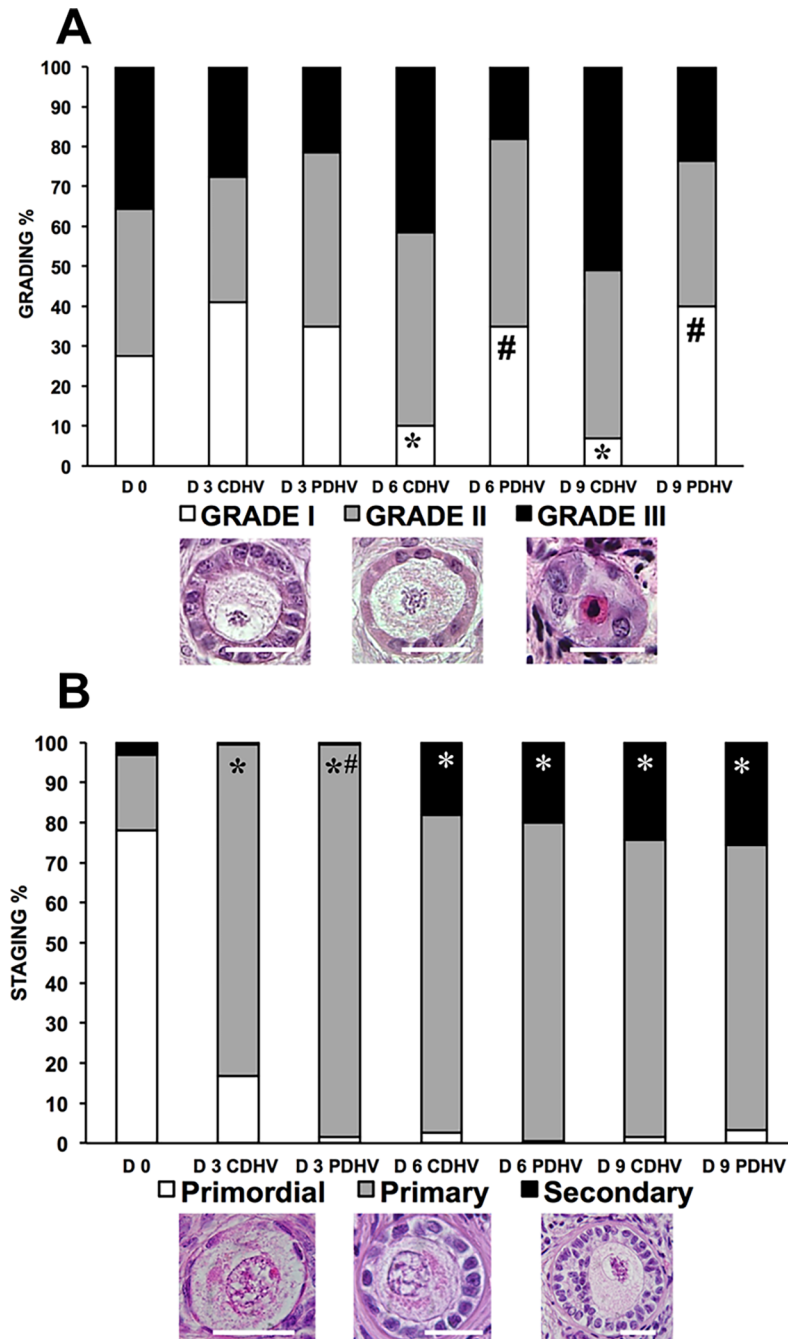 A
100
90
80
70
60
50
40
30
20
10
0
GRADING %
* # * #
D 0 D 3 CDHV D 3 PDHV D 6 CDHV D 6 PDHV D 9 CDHV D 9 PDHV
GRADE I GRADE II GRADE III
B
100
90
80
70
60
50
40
30
20
10
0
STAGING %
* *# * * * *
D 0 D 3 CDHV D 3 PDHV D 6 CDHV D 6 PDHV D 9 CDHV D 9 PDHV
Primordial Primary Secondary